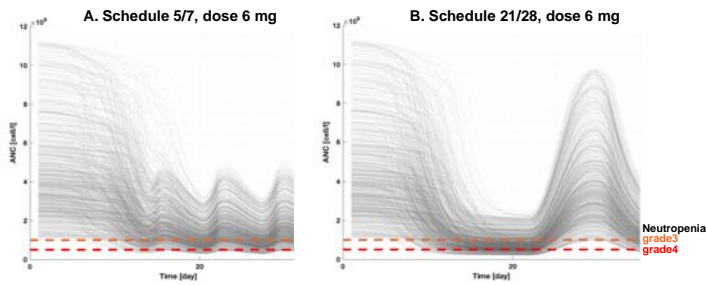 A. Schedule 5/7, dose 6 mg
B. Schedule 21/28, dose 6 mg
12 ×10⁹
10
8
6
4
2
0
0
20
ANC [cell/l]
Time [day]
12 ×10⁹
10
8
6
4
2
0
0
20
ANC [cell/l]
Time [day]
Neutropenia
grade3
grade4